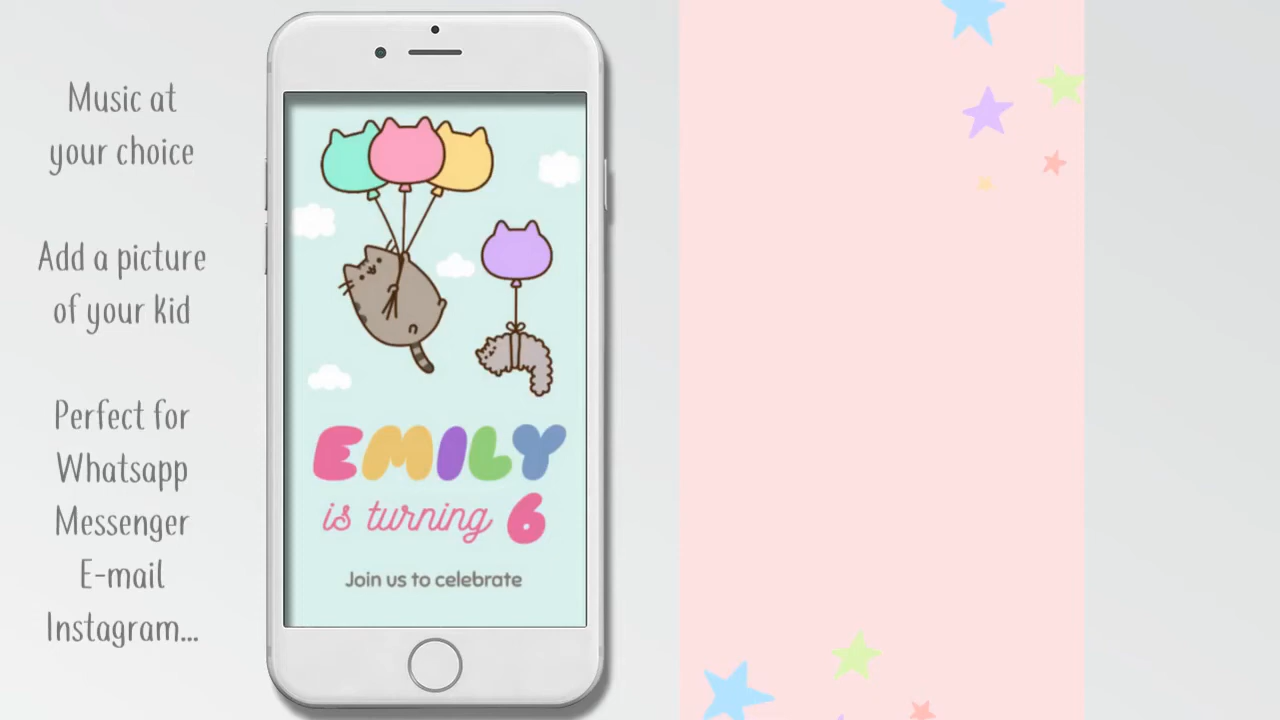 Music at
your choice
Add a picture
of your kid
Perfect for
Whatsapp
Messenger
E-mail
Instagram...
EMILY
is turning 6
Join us to celebrate